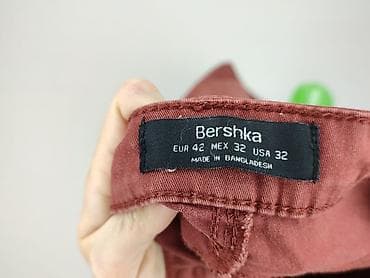 Bershka
EUR 42 MEX 32 USA 32
MADE IN BANGLADESH